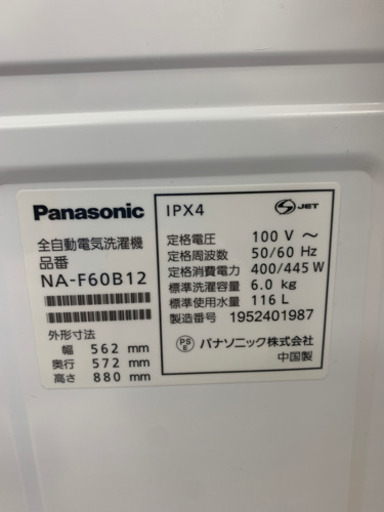 Panasonic
IPX4
S JET
全自動電気洗濯機
品番
NA-F60B12
外形寸法
幅 562 mm
奥行 572 mm
高さ 880 mm
定格電圧 100 V ～
定格周波数 50/60 Hz
定格消費電力 400/445 W
標準洗濯容量 6.0 kg
標準使用水量 116 L
製造番号 1952401987
PS E パナソニック株式会社
中国製